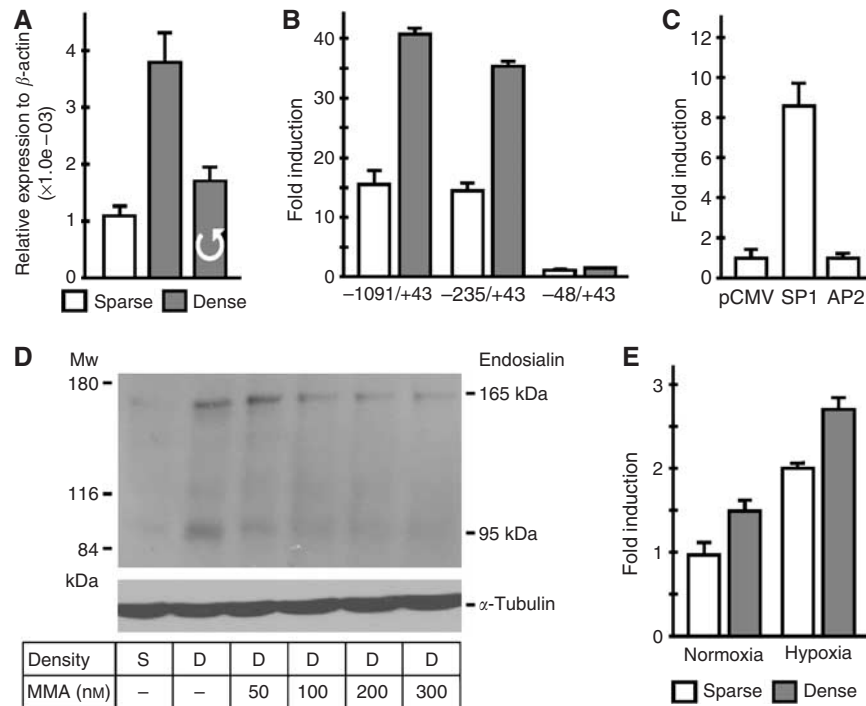 A
Relative expression to β-actin
(×1.0e−03)
4
3
2
1
0
Sparse Dense
B
Fold induction
40
30
20
10
0
−1091/+43 −235/+43 −48/+43
C
Fold induction
12
10
8
6
4
2
0
pCMV SP1 AP2
D
Mw
180
116
84
kDa
Endosialin
165 kDa
95 kDa
α-Tubulin
Density S D D D D D
MMA (nM) − − 50 100 200 300
E
Fold induction
3
2
1
0
Normoxia Hypoxia
Sparse Dense